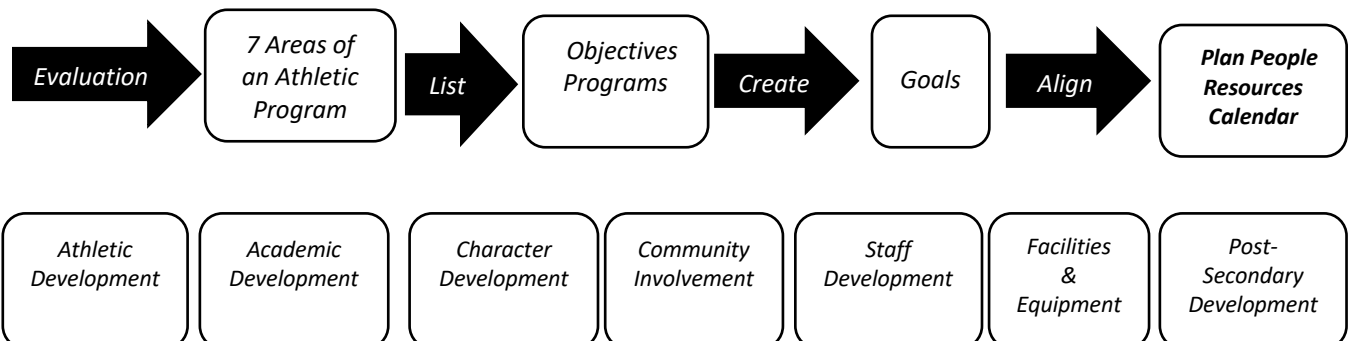 Evaluation
7 Areas of
an Athletic
Program
List
Objectives
Programs
Create
Goals
Align
Plan People
Resources
Calendar
Athletic
Development
Academic
Development
Character
Development
Community
Involvement
Staff
Development
Facilities
&
Equipment
Post-
Secondary
Development